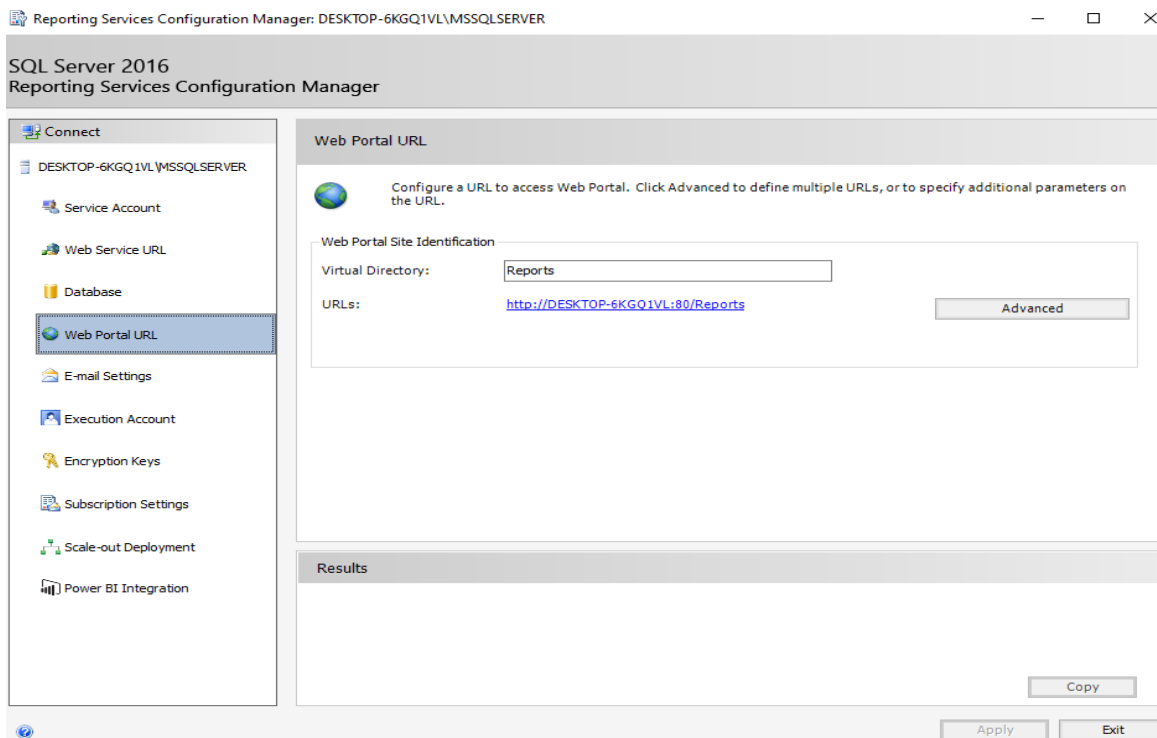 Reporting Services Configuration Manager: DESKTOP-6KGQ1VL\MSSQLSERVER
SQL Server 2016
Reporting Services Configuration Manager
Connect
DESKTOP-6KGQ1VL\MSSQLSERVER
Service Account
Web Service URL
Database
Web Portal URL
E-mail Settings
Execution Account
Encryption Keys
Subscription Settings
Scale-out Deployment
Power BI Integration
Web Portal URL
Configure a URL to access Web Portal. Click Advanced to define multiple URLs, or to specify additional parameters on
the URL.
Web Portal Site Identification
Virtual Directory: Reports
URLs: http://DESKTOP-6KGQ1VL:80/Reports
Advanced
Results
Copy
Apply Exit